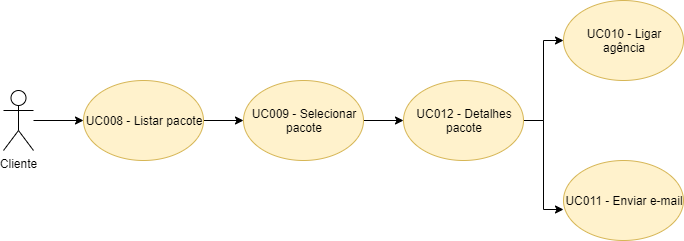 Cliente
UC008 - Listar pacote
UC009 - Selecionar
pacote
UC012 - Detalhes
pacote
UC010 - Ligar
agência
UC011 - Enviar e-mail